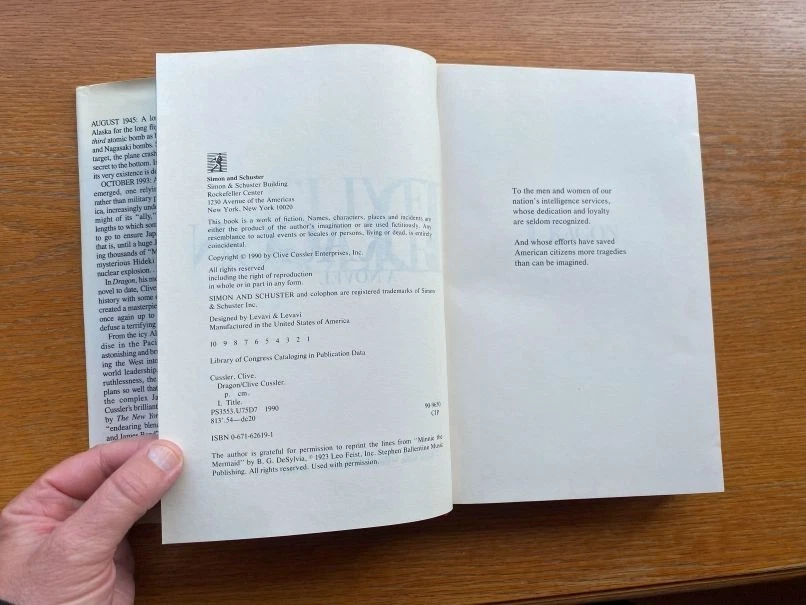 AUGUST 1945: A
Alaska for the long
third atomic bomb as
and Nagasaki bombs.
target, the plane
secret to the bottom.
its very existence is
OCTOBER 1993:
emerged, one
rather than military
ica, increasingly
might of its "ally,"
lengths to which
to go to ensure
that is, until a huge
ing thousands of
mysterious Hideki
nuclear explosion.
In Dragon, his
novel to date,
history with some
created a
once again up to
defuse a terrifying
From the icy
dise in the
astonishing and
ing the West into
world leadership.
ruthlessness, the
plans so well that
the complex
Cussler's brilliant
by The New
"endearing
and James
Simon and Schuster
Simon & Schuster Building
Rockefeller Center
1230 Avenue of the Americas
New York, New York 10020
This book is a work of fiction. Names, characters, places and incidents are
either the product of the author's imagination or are used fictitiously. Any
resemblance to actual events or locales or persons, living or dead, is entirely
coincidental.
Copyright © 1990 by Clive Cussler Enterprises, Inc.
All rights reserved
including the right of reproduction
in whole or in part in any form.
SIMON AND SCHUSTER and colophon are registered trademarks of Simon
& Schuster Inc.
Designed by Levavi & Levavi
Manufactured in the United States of America
10 9 8 7 6 5 4 3 2 1
Library of Congress Cataloging in Publication Data
Cussler, Clive.
Dragon/Clive Cussler.
p. cm.
I. Title.
PS3553.U75D7 1990 90-9630
813'.54—dc20 CIP
ISBN 0-671-62619-1
The author is grateful for permission to reprint the lines from "Minnie the
Mermaid" by B. G. DeSylvia, © 1923 Leo Feist, Inc. Stephen Ballentine Music
Publishing. All rights reserved. Used with permission.
To the men and women of our
nation's intelligence services,
whose dedication and loyalty
are seldom recognized.
And whose efforts have saved
American citizens more tragedies
than can be imagined.